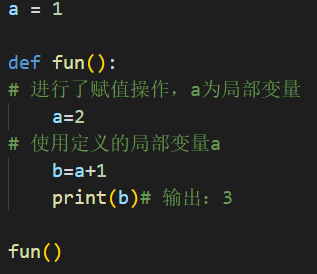 a = 1
def fun():
# 进行了赋值操作，a为局部变量
    a=2
# 使用定义的局部变量a
    b=a+1
    print(b)# 输出：3
fun()